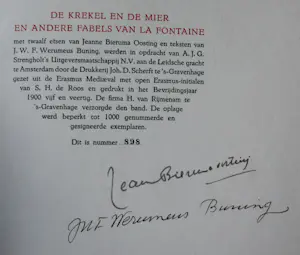 DE KREKEL EN DE MIER
EN ANDERE FABELS VAN LA FONTAINE
met twaalf etsen van Jeanne Bieruma Oosting en teksten van
J. W. F. Werumeus Buning, werden in opdracht van A. J. G.
Strengholt's Uitgeversmaatschappij N.V. aan de Leidsche gracht
te Amsterdam door de Drukkerij Joh. D. Scherft te 's-Gravenhage
gezet uit de Erasmus Mediæval met open Erasmus-initialen
van S. H. de Roos en gedrukt in het Bevrijdingsjaar
1900 vijf en veertig. De firma H. van Rijmenam te
's-Gravenhage verzorgde den band. De oplage
werd beperkt tot 1000 genummerde en
gesigneerde exemplaren.
Dit is nummer 898
Jean Bieruma Oosting
JWF Werumeus Buning